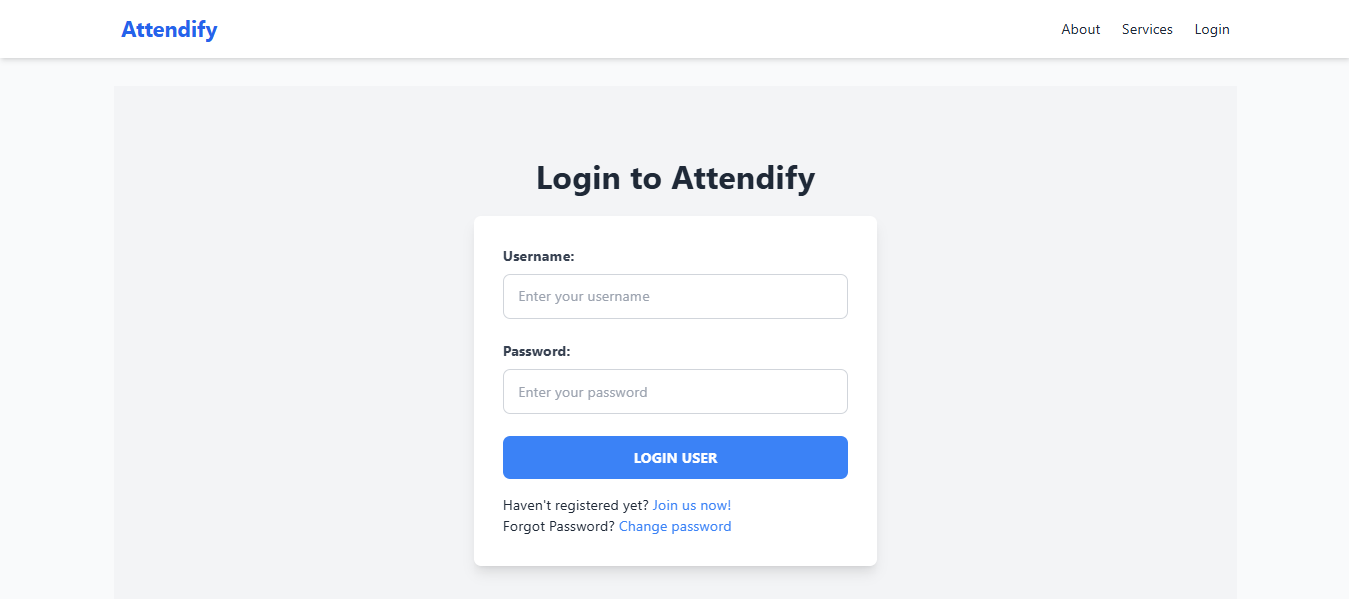 Attendify
About Services Login
Login to Attendify
Username:
Enter your username
Password:
Enter your password
LOGIN USER
Haven't registered yet? Join us now!
Forgot Password? Change password